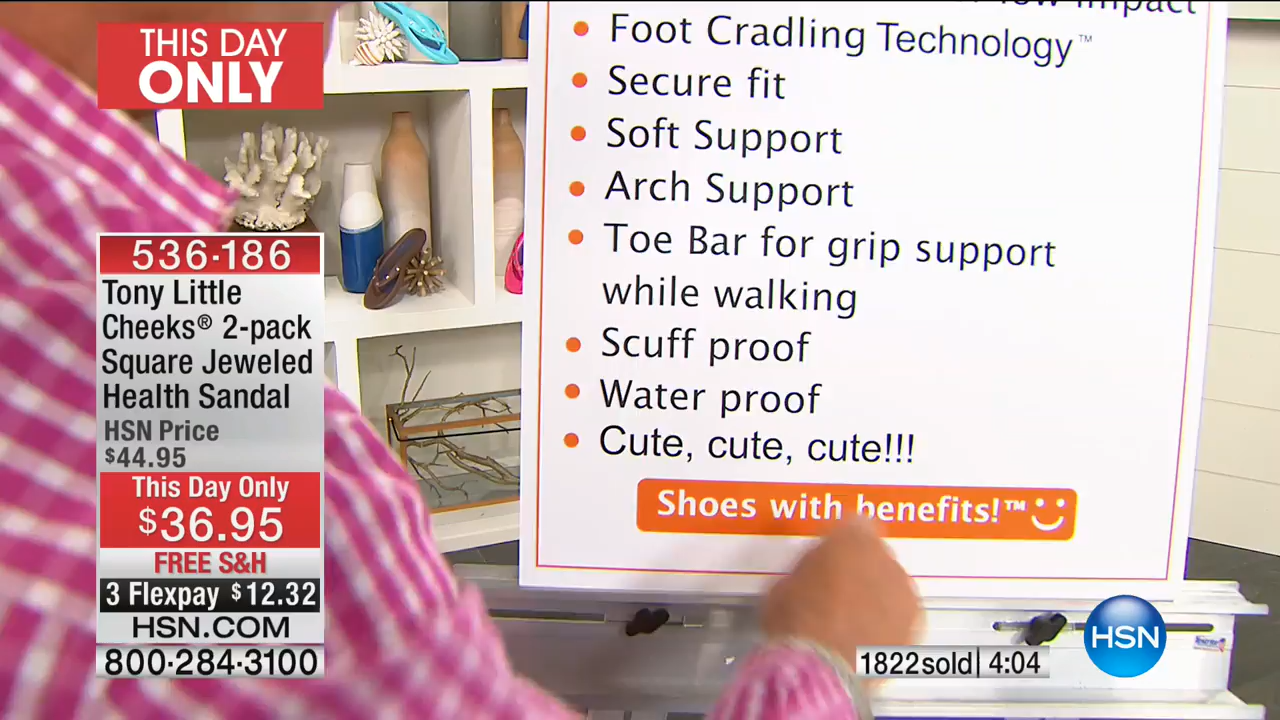 THIS DAY
ONLY
536·186
Tony Little
Cheeks® 2-pack
Square Jeweled
Health Sandal
HSN Price
$44.95
This Day Only
$36.95
FREE S&H
3 Flexpay $12.32
HSN.COM
800·284·3100
low impact
• Foot Cradling Technology™
• Secure fit
• Soft Support
• Arch Support
• Toe Bar for grip support
while walking
• Scuff proof
• Water proof
• Cute, cute, cute!!!
Shoes with benefits!™
1822sold| 4:04
HSN